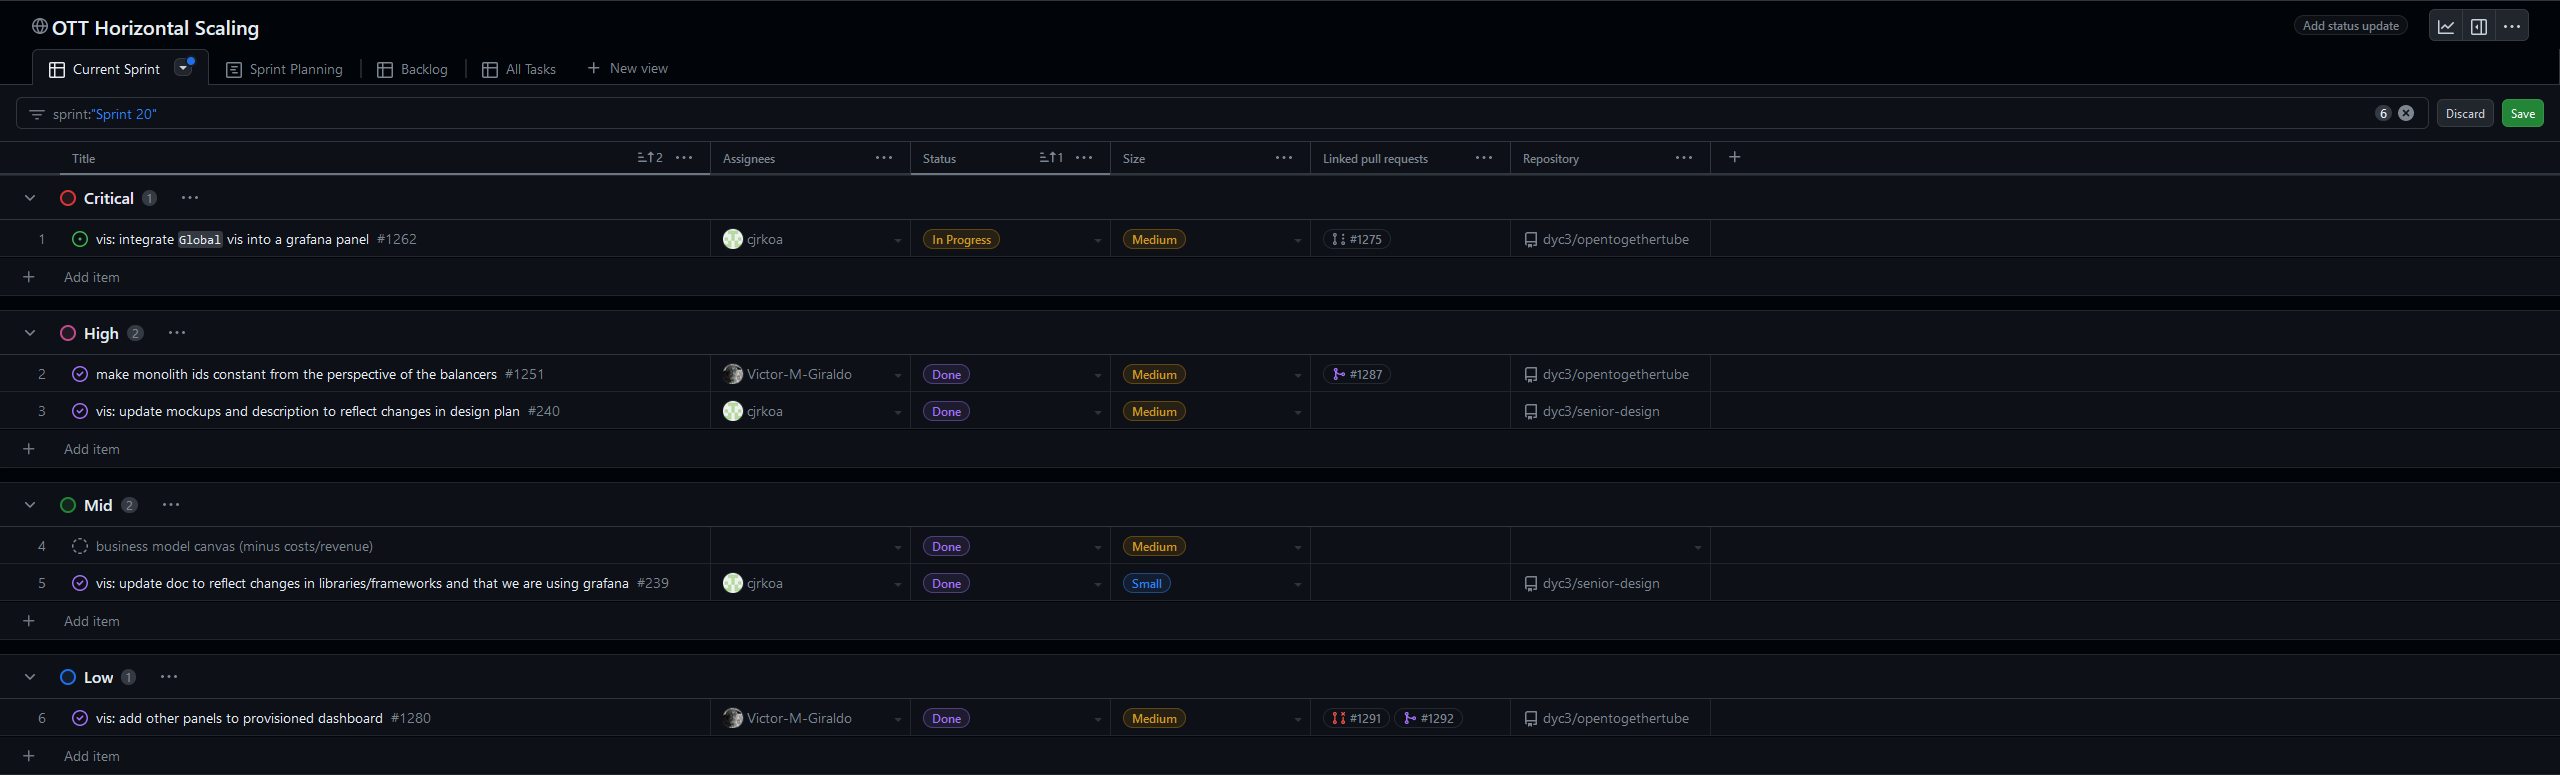 OTT Horizontal Scaling
Add status update
Current Sprint
Sprint Planning
Backlog
All Tasks
New view
sprint:"Sprint 20"
6
Discard
Save
Title 2 Assignees Status 1 Size Linked pull requests Repository
Critical 1
1 vis: integrate Global vis into a grafana panel #1262 cjrkoa In Progress Medium #1275 dyc3/opentogethertube
Add item
High 2
2 make monolith ids constant from the perspective of the balancers #1251 Victor-M-Giraldo Done Medium #1287 dyc3/opentogethertube
3 vis: update mockups and description to reflect changes in design plan #240 cjrkoa Done Medium dyc3/senior-design
Add item
Mid 2
4 business model canvas (minus costs/revenue) Done Medium
5 vis: update doc to reflect changes in libraries/frameworks and that we are using grafana #239 cjrkoa Done Small dyc3/senior-design
Add item
Low 1
6 vis: add other panels to provisioned dashboard #1280 Victor-M-Giraldo Done Medium #1291 #1292 dyc3/opentogethertube
Add item